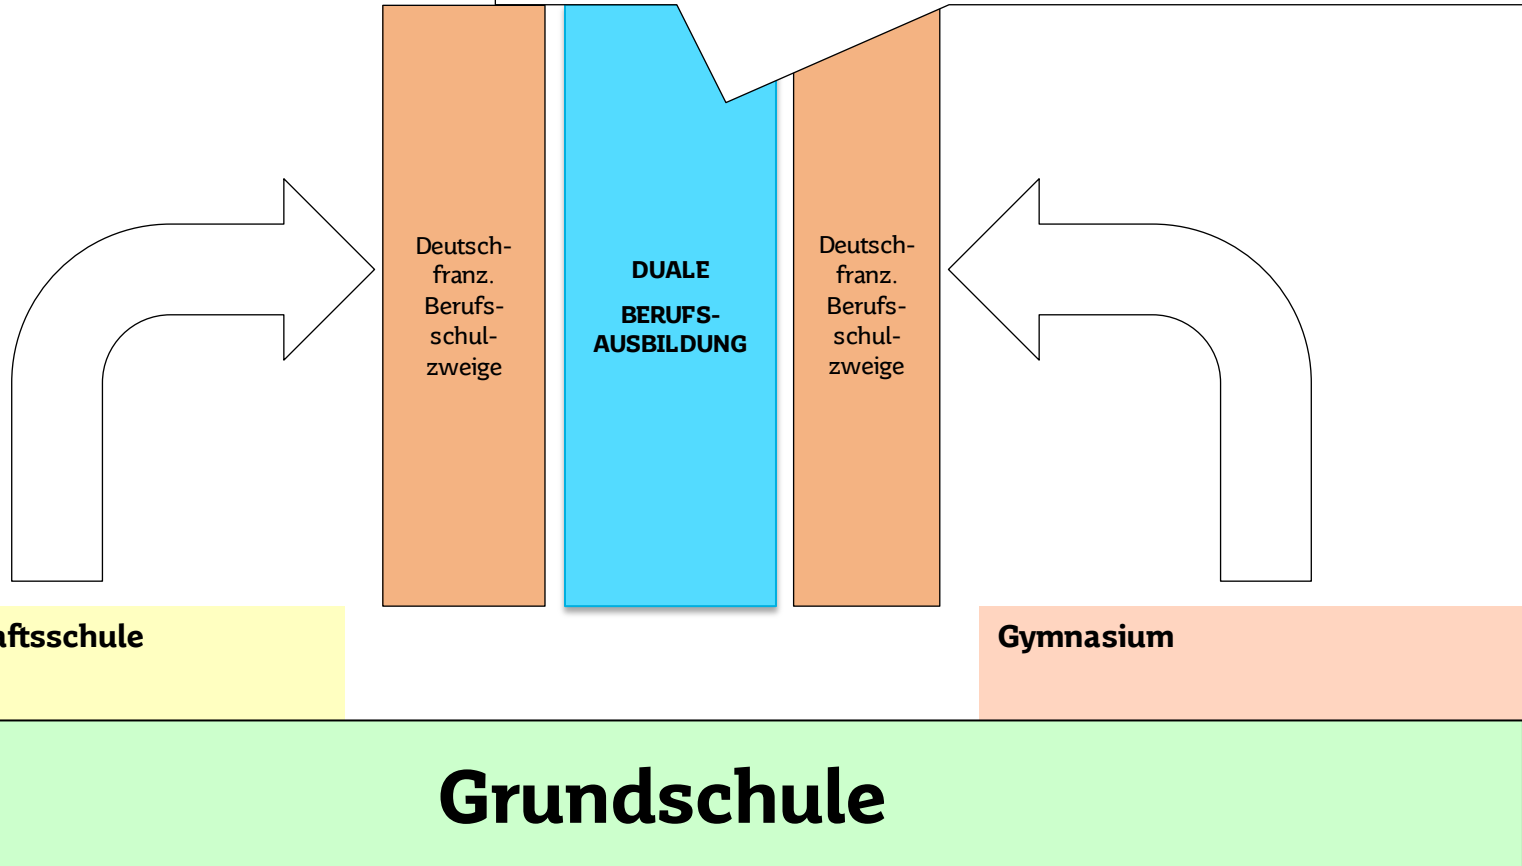 Deutsch-
franz.
Berufs-
schul-
zweige
DUALE
BERUFS-
AUSBILDUNG
Deutsch-
franz.
Berufs-
schul-
zweige
aftsschule
Gymnasium
Grundschule